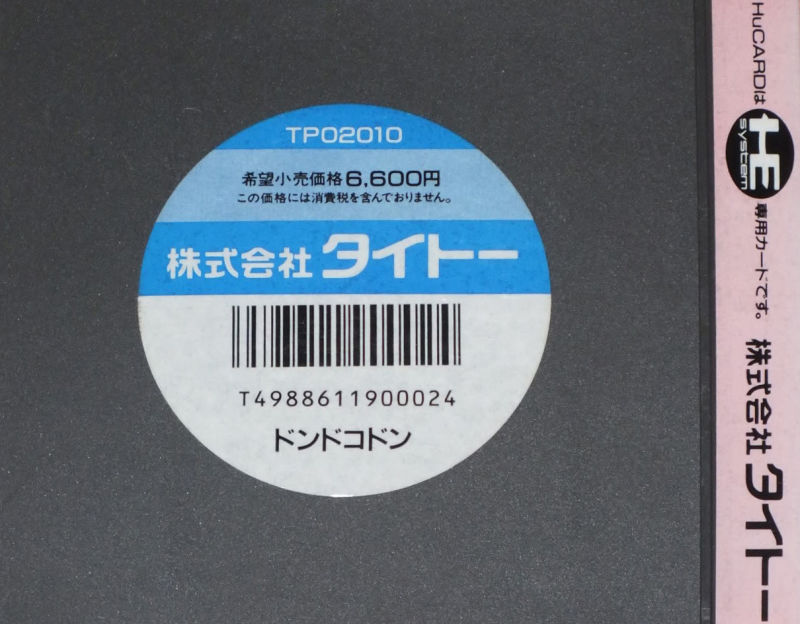 TP02010
希望小売価格6,600円
この価格には消費税を含んでおりません。
株式会社 タイトー
T4988611900024
ドンドコドン
HuCARDは HE system 専用カードです。 株式会社 タイトー